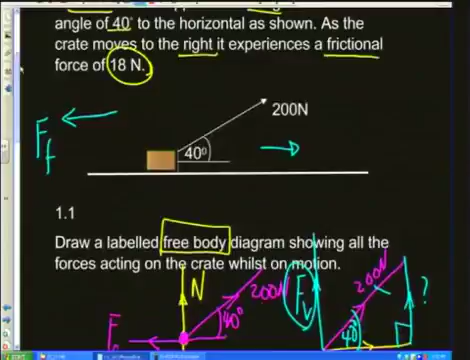 angle of 40° to the horizontal as shown. As the
crate moves to the right it experiences a frictional
force of 18 N.
200N
40⁰
F f
1.1
Draw a labelled free body diagram showing all the
forces acting on the crate whilst on motion.
N
200N
40°
F
Fv
200N
?
40°